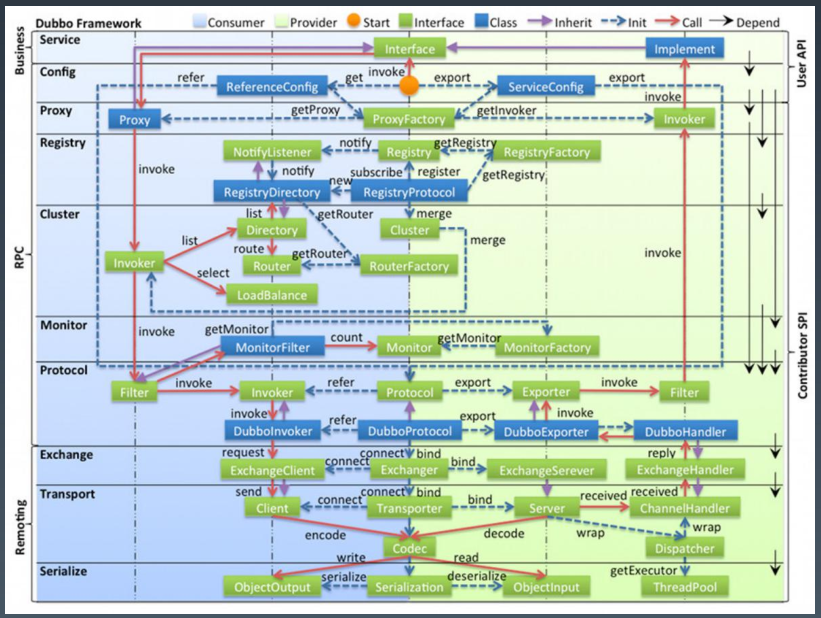 Dubbo Framework
Consumer
Provider
Start
Interface
Class
Inherit
Init
Call
Depend
Business
RPC
Remoting
User API
Contributor SPI
Service
Interface
Implement
Config
refer
ReferenceConfig
get
invoke
export
ServiceConfig
export
invoke
Proxy
Proxy
getProxy
ProxyFactory
getInvoker
Invoker
Registry
invoke
NotifyListener
notify
Registry
getRegistry
RegistryFactory
notify
subscribe
register
getRegistry
RegistryDirectory
new
RegistryProtocol
Cluster
list
getRouter
merge
Directory
Cluster
list
merge
route
getRouter
Invoker
Router
RouterFactory
invoke
select
LoadBalance
Monitor
invoke
getMonitor
MonitorFilter
count
Monitor
getMonitor
MonitorFactory
Protocol
Filter
invoke
Invoker
refer
Protocol
export
Exporter
invoke
Filter
invoke
refer
export
invoke
DubboInvoker
DubboProtocol
DubboExporter
DubboHandler
Exchange
request
connect
bind
reply
ExchangeClient
connect
Exchanger
bind
ExchangeSerever
ExchangeHandler
Transport
send
connect
bind
received
received
Client
connect
Transporter
bind
Server
ChannelHandler
encode
decode
wrap
wrap
Codec
Dispatcher
write
read
Serialize
getExecutor
ObjectOutput
serialize
Serialization
deserialize
ObjectInput
ThreadPool